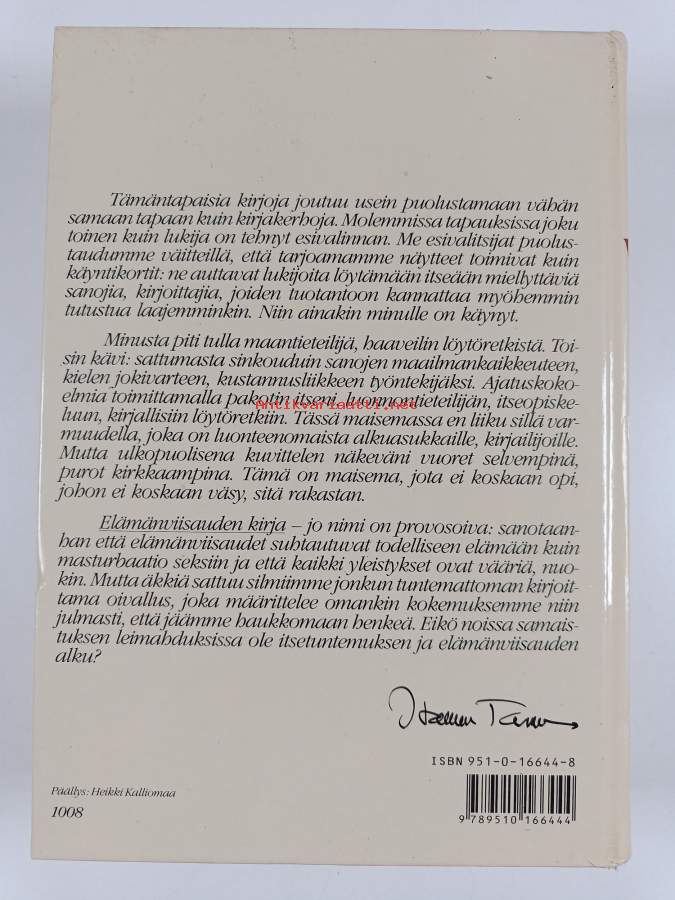 Tämäntapaisia kirjoja joutuu usein puolustamaan vähän
samaan tapaan kuin kirjakerhoja. Molemmissa tapauksissa joku
toinen kuin lukija on tehnyt esivalinnan. Me esivalitsijat puolus-
taudumme väitteillä, että tarjoamamme näytteet toimivat kuin
käyntikortit: ne auttavat lukijoita löytämään itseään miellyttäviä
sanojia, kirjoittajia, joiden tuotantoon kannattaa myöhemmin
tutustua laajemminkin. Niin ainakin minulle on käynyt.
Minusta piti tulla maantieteilijä, haaveilin löytöretkistä. Toi-
sin kävi: sattumasta sinkouduin sanojen maailmankaikkeuteen,
kielen jokivarteen, kustannusliikkeen työntekijäksi. Ajatuskoko-
elmia toimittamalla pakotin itseni, luonnontieteilijän, itseopiske-
luun, kirjallisiin löytöretkiin. Tässä maisemassa en liiku sillä var-
muudella, joka on luonteenomaista alkuasukkaille, kirjailijoille.
Mutta ulkopuolisena kuvittelen näkeväni vuoret selvempinä,
purot kirkkaampina. Tämä on maisema, jota ei koskaan opi,
johon ei koskaan väsy, sitä rakastan.
Elämänviisauden kirja – jo nimi on provosoiva: sanotaan-
han että elämänviisaudet suhtautuvat todelliseen elämään kuin
masturbaatio seksiin ja että kaikki yleistykset ovat vääriä, nuo-
kin. Mutta äkkiä sattuu silmiimme jonkun tuntemattoman kirjoit-
tama oivallus, joka määrittelee omankin kokemuksemme niin
julmasti, että jäämme haukkomaan henkeä. Eikö noissa samais-
tuksen leimahduksissa ole itsetuntemuksen ja elämänviisauden
alku?
ISBN 951-0-16644-8
Päällys: Heikki Kalliomaa
1008
9 789510 166444
Antikvariaatti.net